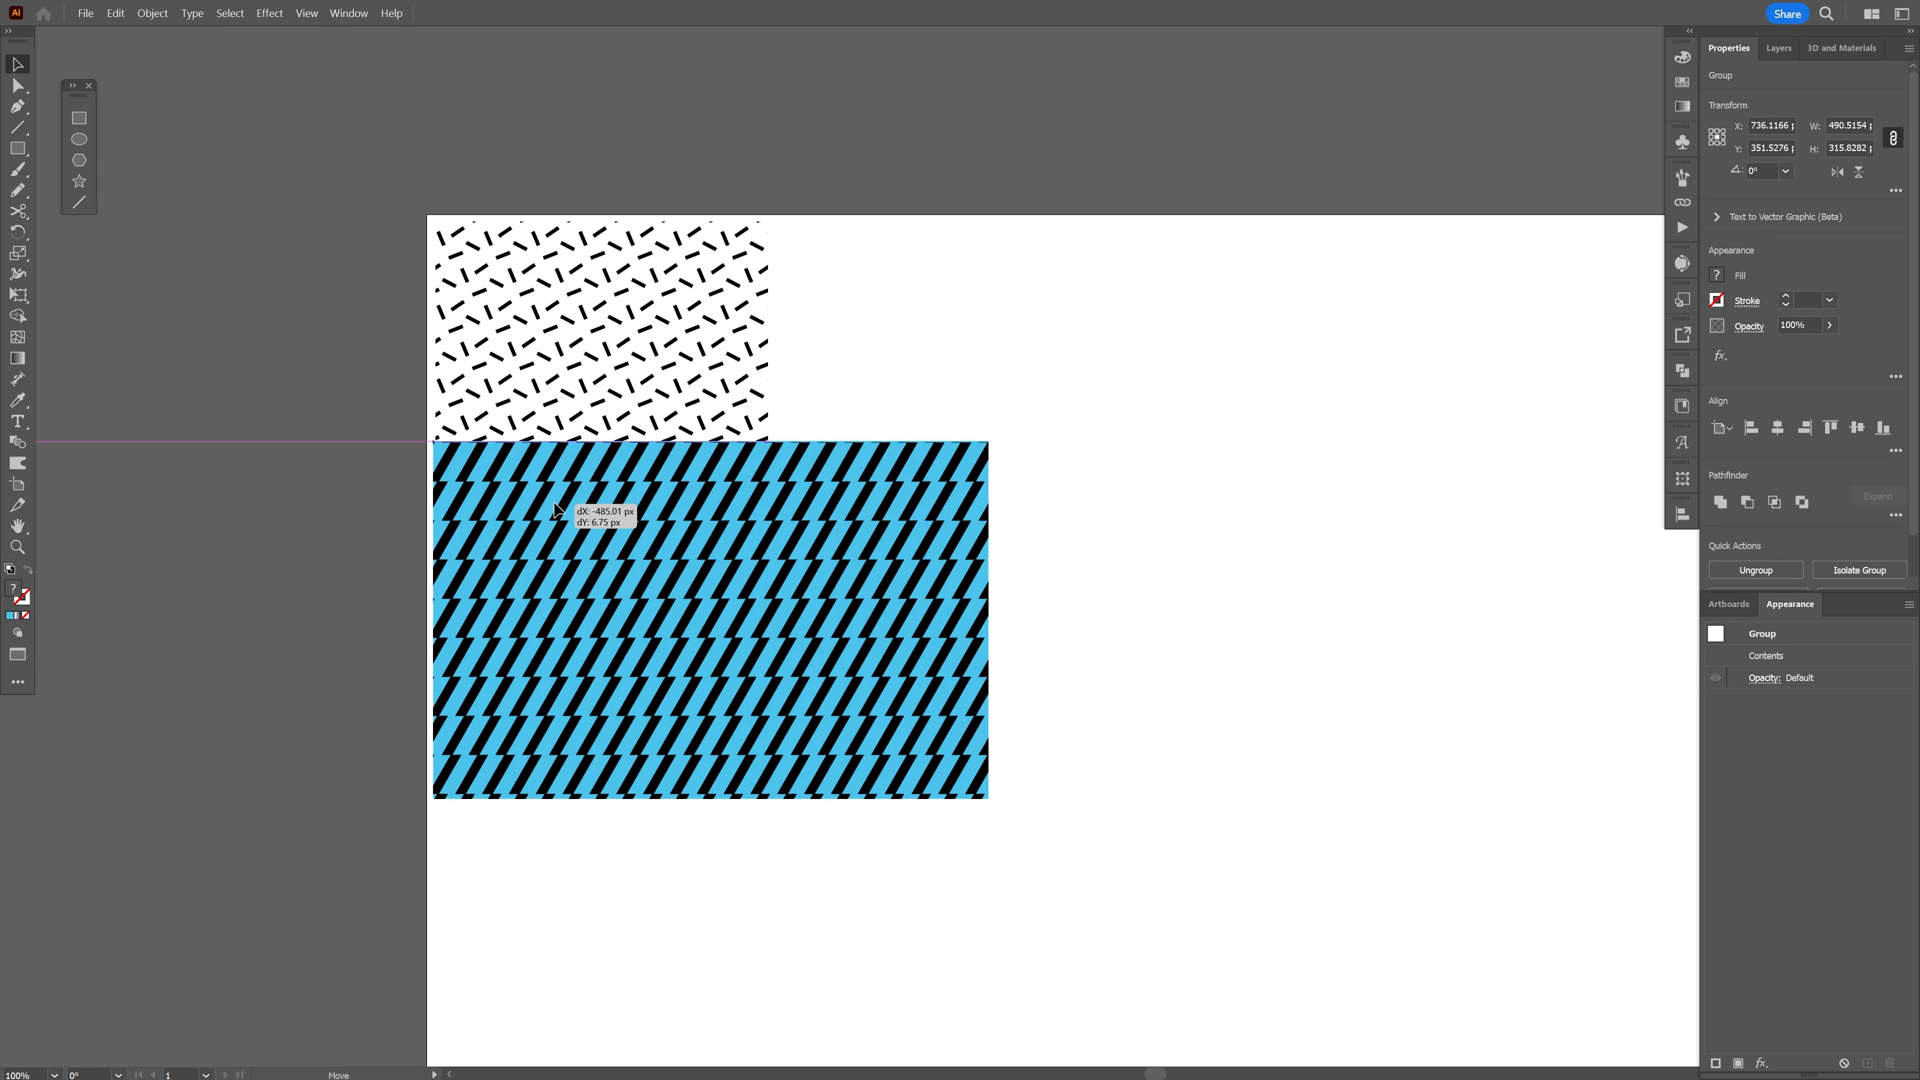 Ai File Edit Object Type Select Effect View Window Help Share
Properties Layers 3D and Materials
Group
Transform
X: 736.1166 W: 490.5154
Y: 351.5276 H: 315.8282
0°
Text to Vector Graphic (Beta)
Appearance
? Fill
Stroke
Opacity 100%
fx.
Align
Pathfinder
Expand
Quick Actions
Ungroup Isolate Group
Artboards Appearance
Group
Contents
Opacity: Default
fx.
dX: -485.01 px
dY: 6.75 px
100% 0° 1 Move